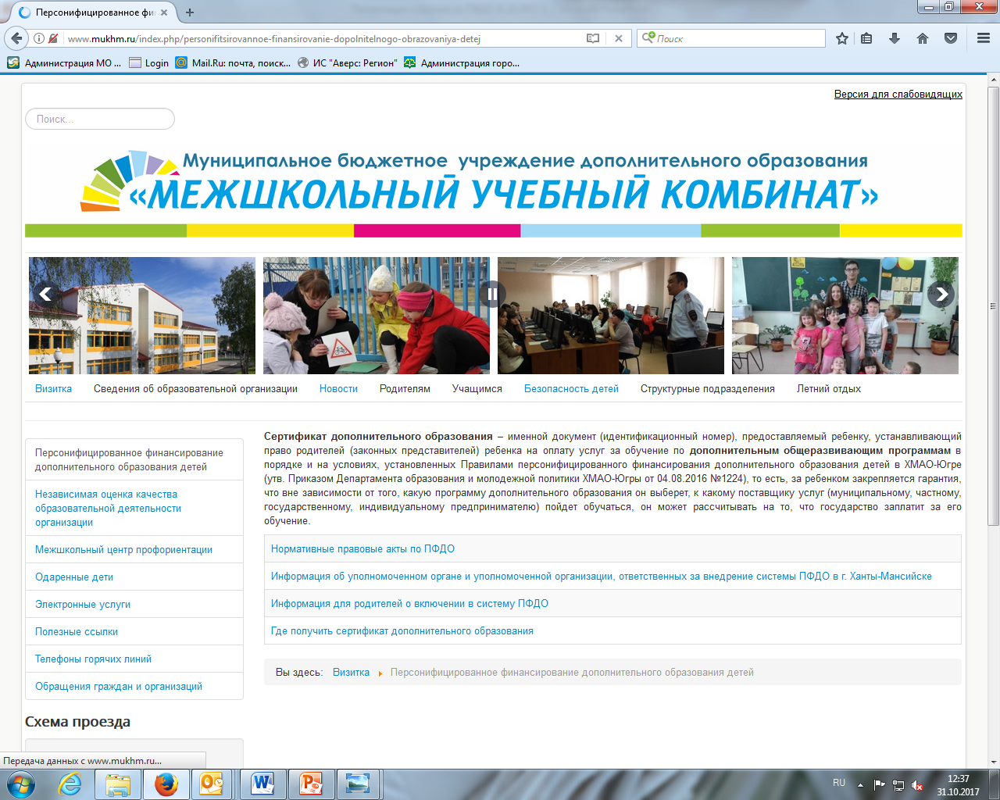 Персонифицированное фи
www.mukhm.ru/index.php/personifitsirovannoe-finansirovanie-dopolnitelnogo-obrazovaniya-detej
Поиск
Администрация МО ... Login Mail.Ru: почта, поиск... ИС "Аверс: Регион" Администрация горо...
Версия для слабовидящих
Поиск...
Муниципальное бюджетное учреждение дополнительного образования
«МЕЖШКОЛЬНЫЙ УЧЕБНЫЙ КОМБИНАТ»
Визитка Сведения об образовательной организации Новости Родителям Учащимся Безопасность детей Структурные подразделения Летний отдых
Персонифицированное финансирование
дополнительного образования детей
Независимая оценка качества
образовательной деятельности
организации
Межшкольный центр профориентации
Одаренные дети
Электронные услуги
Полезные ссылки
Телефоны горячих линий
Обращения граждан и организаций
Схема проезда
Сертификат дополнительного образования – именной документ (идентификационный номер), предоставляемый ребенку, устанавливающий
право родителей (законных представителей) ребенка на оплату услуг за обучение по дополнительным общеразвивающим программам в
порядке и на условиях, установленных Правилами персонифицированного финансирования дополнительного образования детей в ХМАО-Югре
(утв. Приказом Департамента образования и молодежной политики ХМАО-Югры от 04.08.2016 №1224), то есть, за ребенком закрепляется гарантия,
что вне зависимости от того, какую программу дополнительного образования он выберет, к какому поставщику услуг (муниципальному, частному,
государственному, индивидуальному предпринимателю) пойдет обучаться, он может рассчитывать на то, что государство заплатит за его
обучение.
Нормативные правовые акты по ПФДО
Информация об уполномоченном органе и уполномоченной организации, ответственных за внедрение системы ПФДО в г. Ханты-Мансийске
Информация для родителей о включении в систему ПФДО
Где получить сертификат дополнительного образования
Вы здесь: Визитка Персонифицированное финансирование дополнительного образования детей
Передача данных с www.mukhm.ru...
RU
12:37
31.10.2017